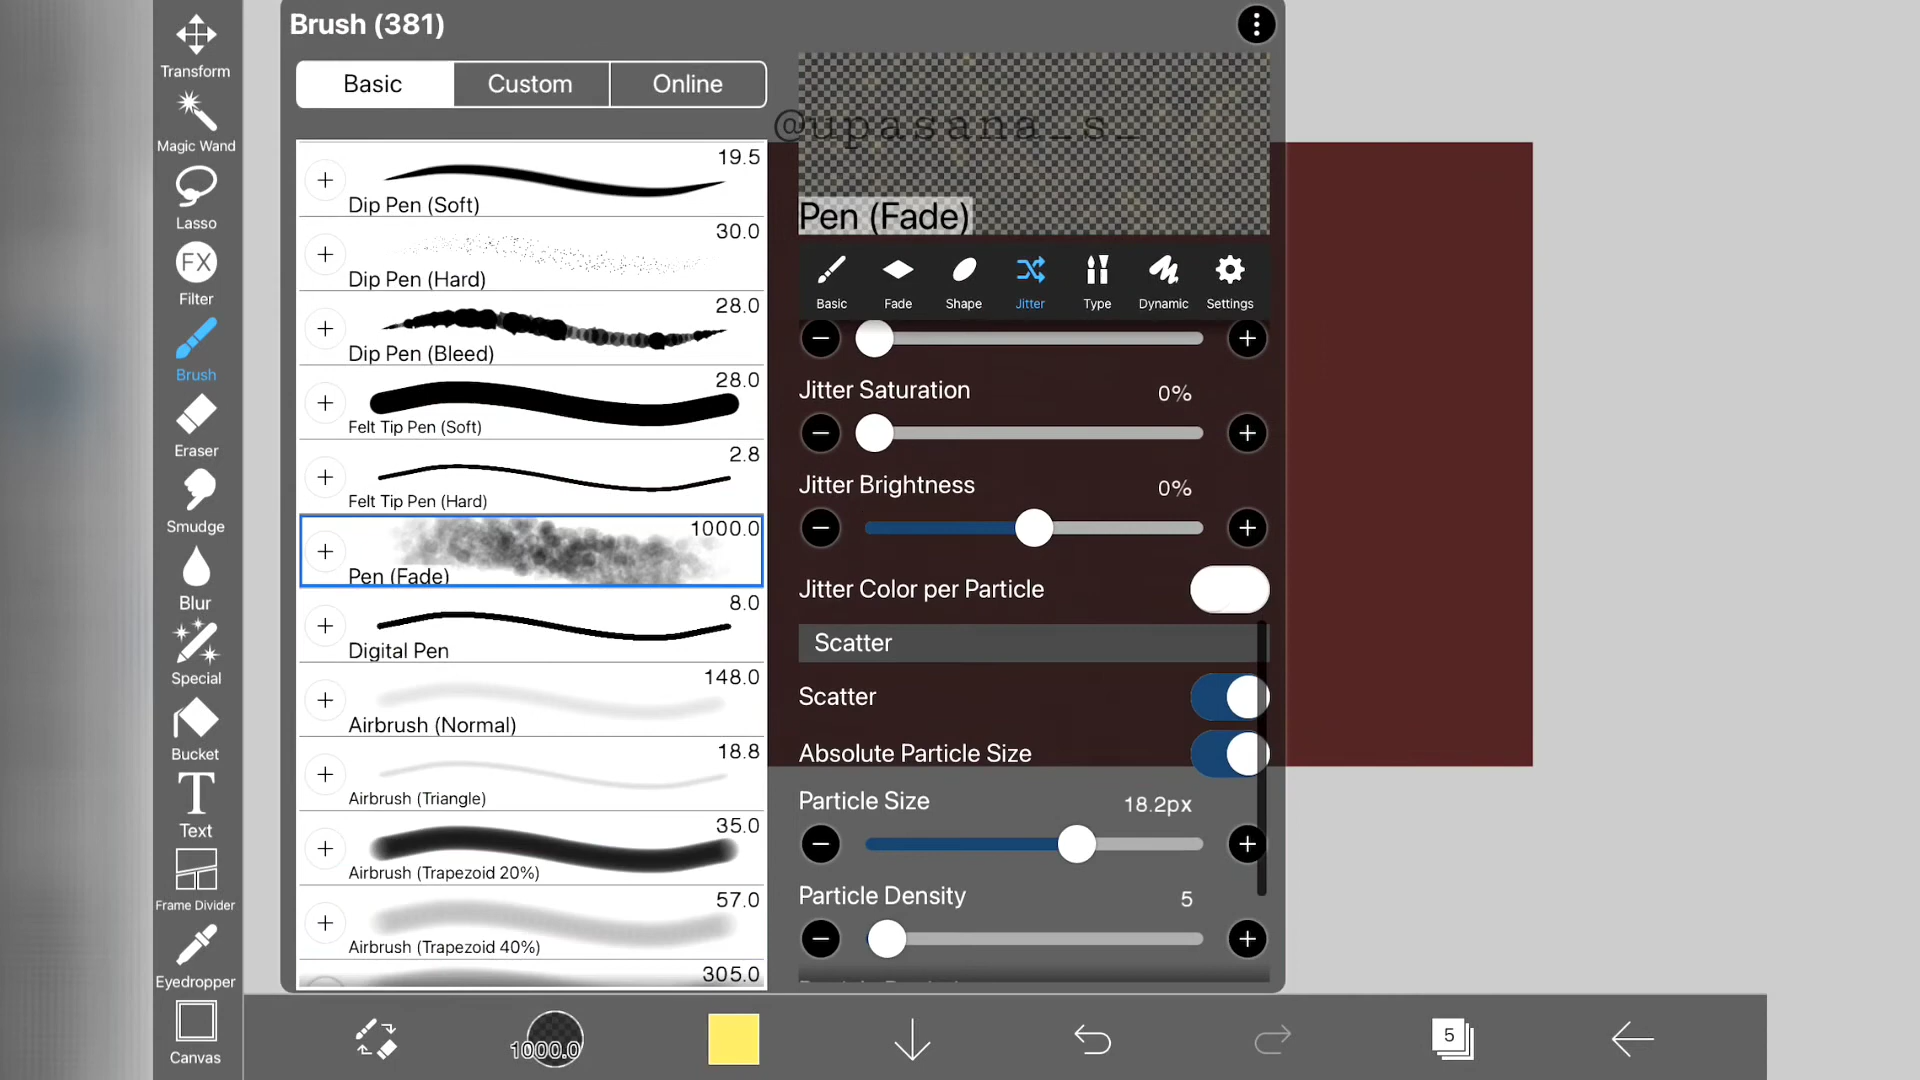 Transform
Magic Wand
Lasso
FX
Filter
Brush
Eraser
Smudge
Blur
Special
Bucket
T
Text
Frame Divider
Eyedropper
Canvas
Brush (381)
Basic
Custom
Online
19.5
Dip Pen (Soft)
30.0
Dip Pen (Hard)
28.0
Dip Pen (Bleed)
28.0
Felt Tip Pen (Soft)
2.8
Felt Tip Pen (Hard)
1000.0
Pen (Fade)
8.0
Digital Pen
148.0
Airbrush (Normal)
18.8
Airbrush (Triangle)
35.0
Airbrush (Trapezoid 20%)
57.0
Airbrush (Trapezoid 40%)
305.0
@upasana_s_
Pen (Fade)
Basic
Fade
Shape
Jitter
Type
Dynamic
Settings
Jitter Saturation 0%
Jitter Brightness 0%
Jitter Color per Particle
Scatter
Scatter
Absolute Particle Size
Particle Size 18.2px
Particle Density 5
1000.0
5